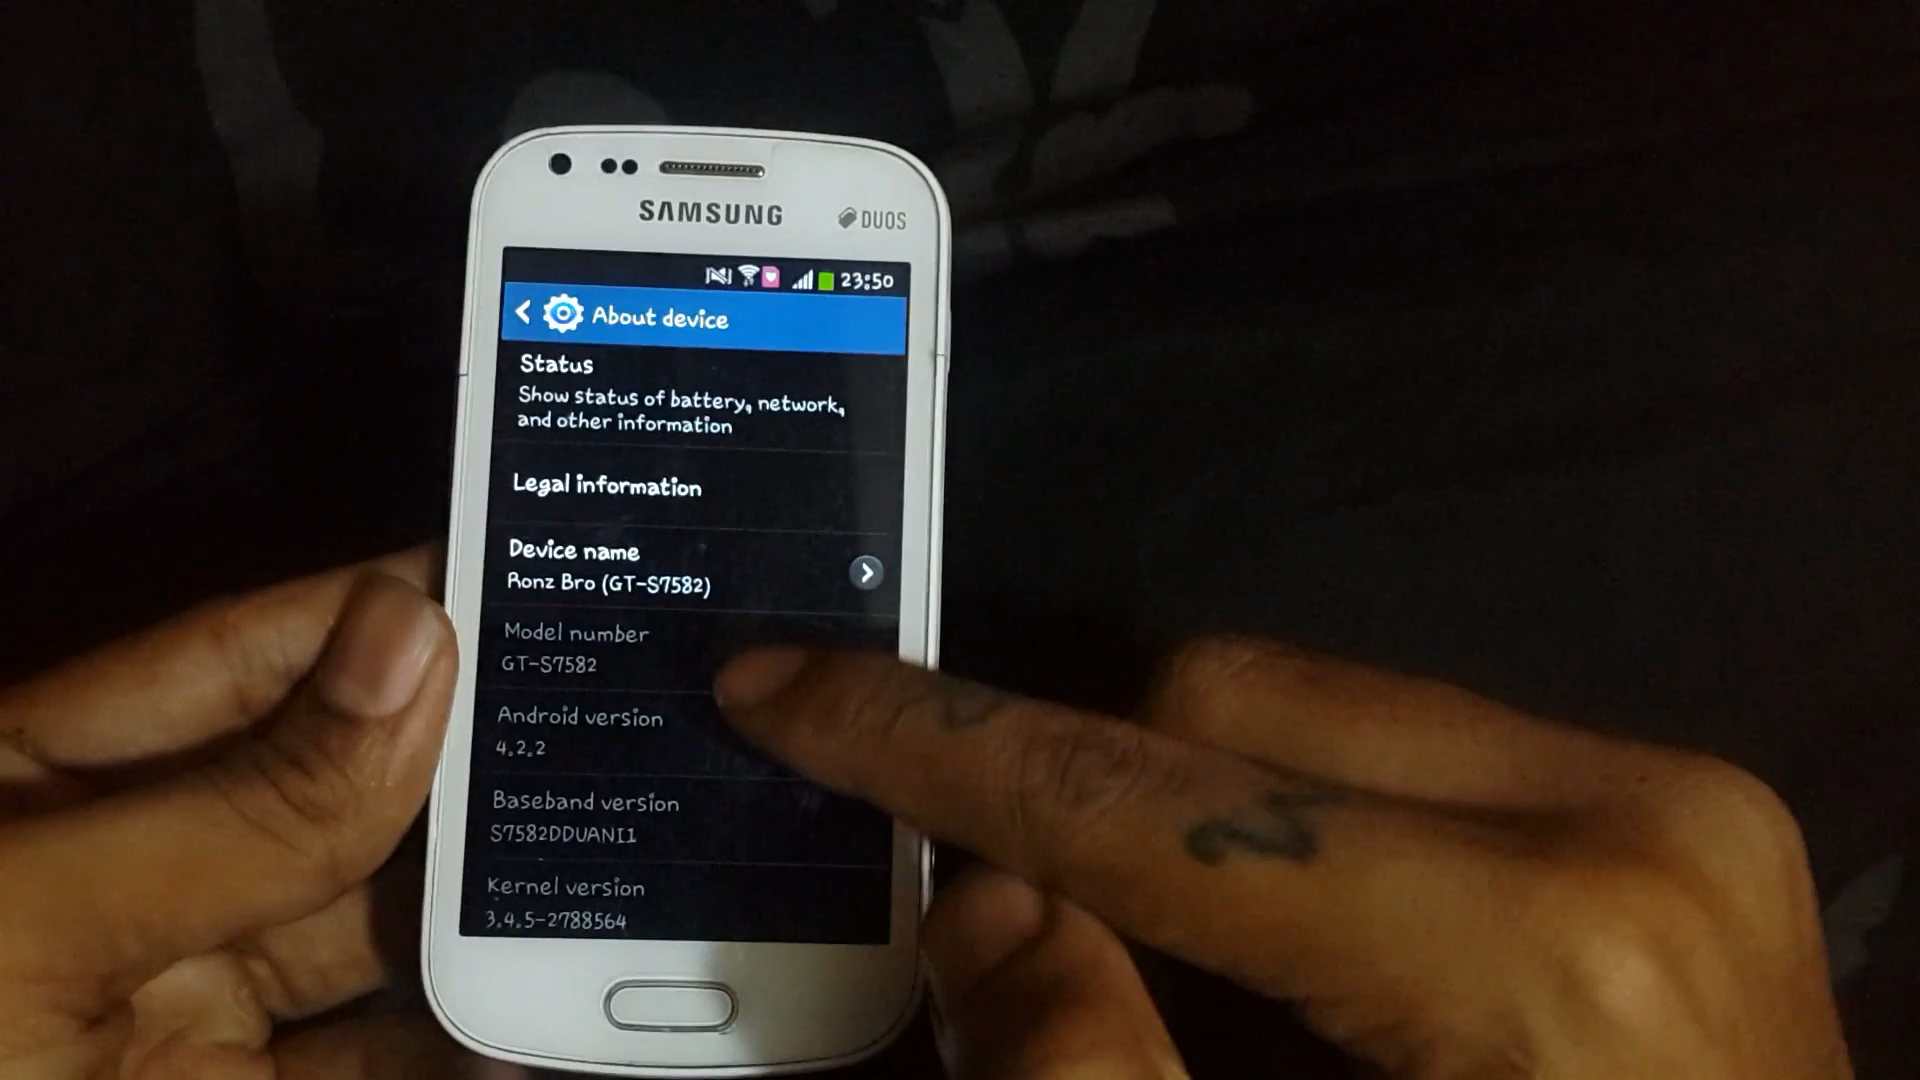 SAMSUNG
DUOS
23:50
About device
Status
Show status of battery, network,
and other information
Legal information
Device name
Ronz Bro (GT-S7582)
Model number
GT-S7582
Android version
4.2.2
Baseband version
S7582DDUANI1
Kernel version
3.4.5-2788564